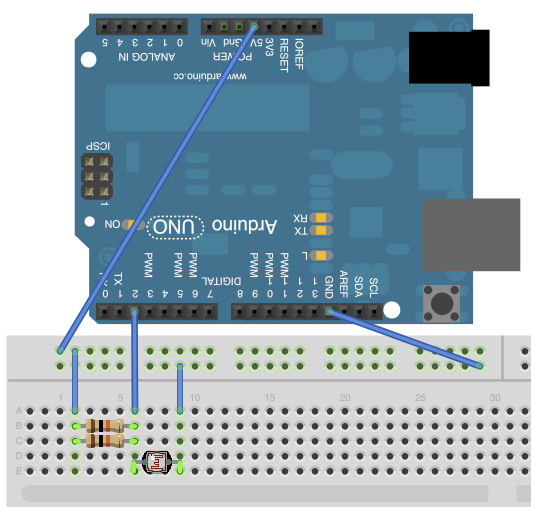 5 4 3 2 1 0 Vin Gnd 5V 3V3 RESET IOREF
ANALOG IN POWER
www.arduino.cc
ICSP
1
ON UNO Arduino RX
TX
L
PWM PWM PWM PWM PWM PWM
TX DIGITAL GND AREF SDA SCL
0 1 2 3 4 5 6 7 8 9 10 11 12 13
1 5 10 15 20 25 30
A
B
C
D
E